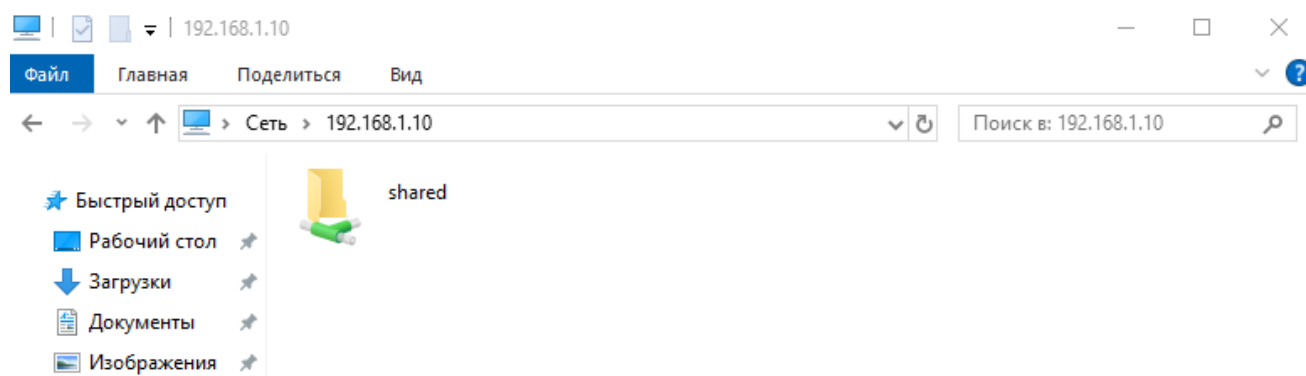 192.168.1.10
Файл Главная Поделиться Вид ?
Сеть 192.168.1.10 Поиск в: 192.168.1.10
shared
Быстрый доступ
Рабочий стол
Загрузки
Документы
Изображения